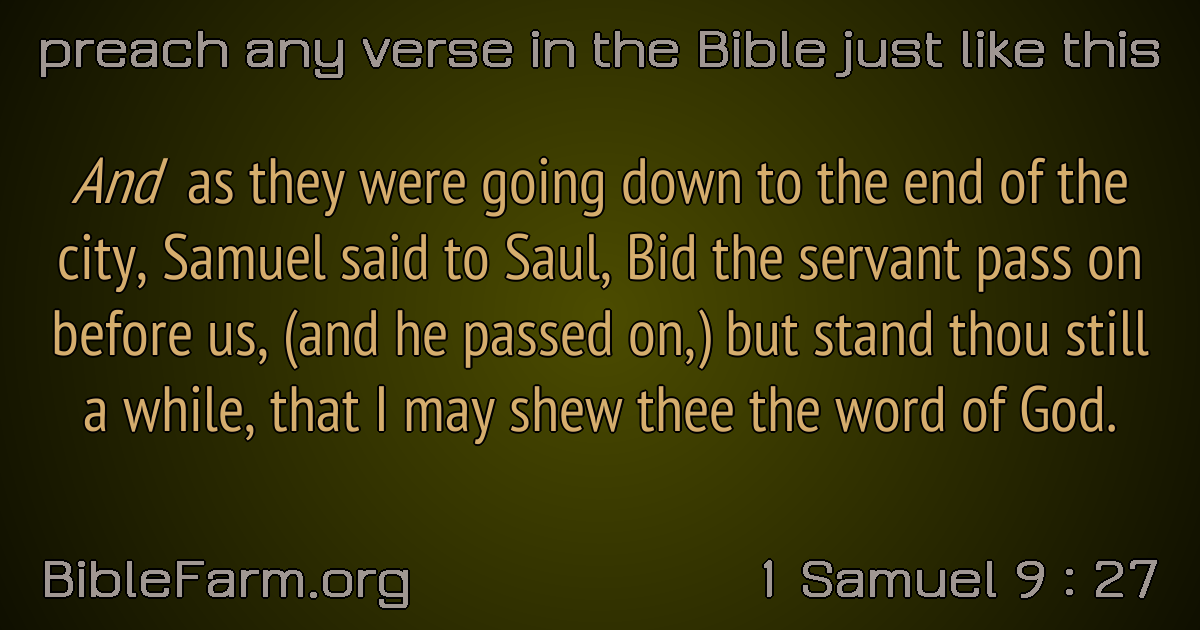 preach any verse in the Bible just like this
And as they were going down to the end of the
city, Samuel said to Saul, Bid the servant pass on
before us, (and he passed on,) but stand thou still
a while, that I may shew thee the word of God.
BibleFarm.org
1 Samuel 9 : 27